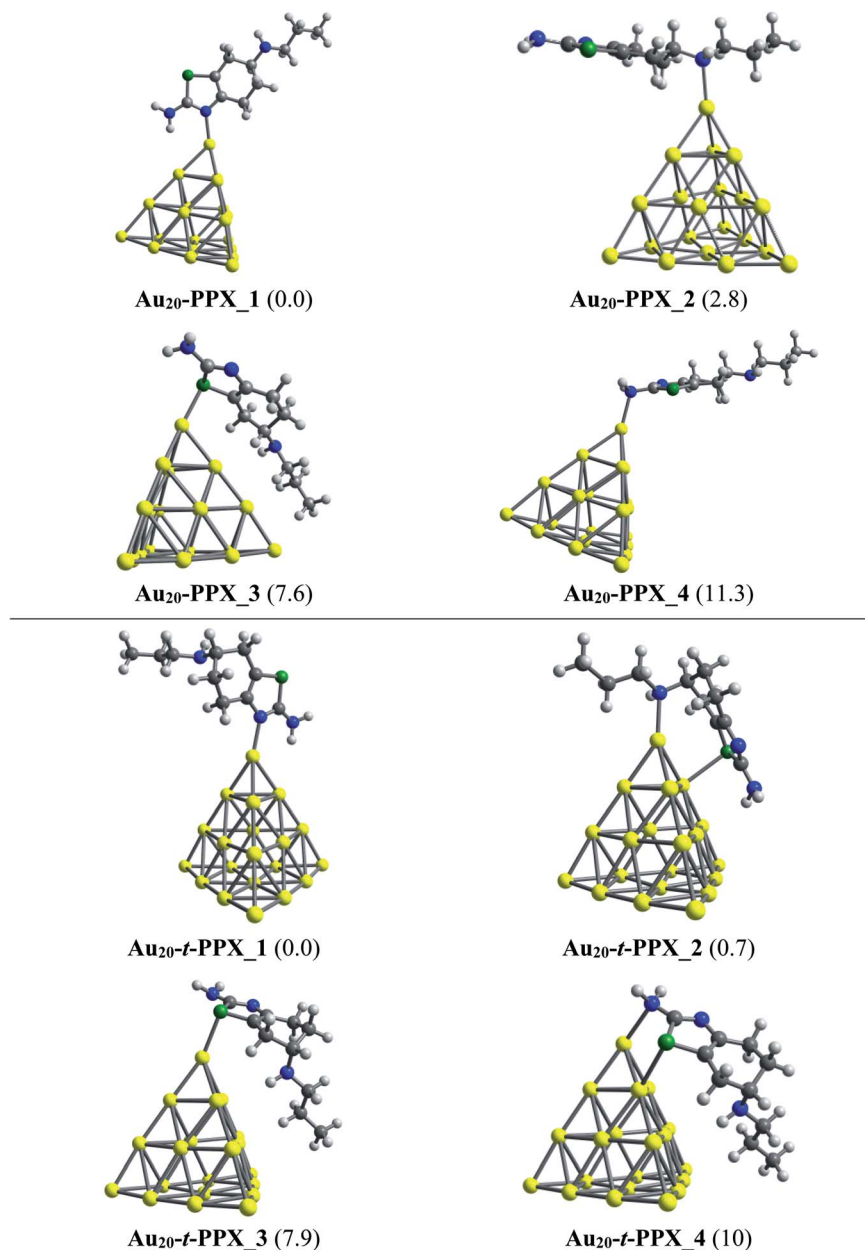 Au₂₀-PPX_1 (0.0)
Au₂₀-PPX_2 (2.8)
Au₂₀-PPX_3 (7.6)
Au₂₀-PPX_4 (11.3)
Au₂₀-t-PPX_1 (0.0)
Au₂₀-t-PPX_2 (0.7)
Au₂₀-t-PPX_3 (7.9)
Au₂₀-t-PPX_4 (10)